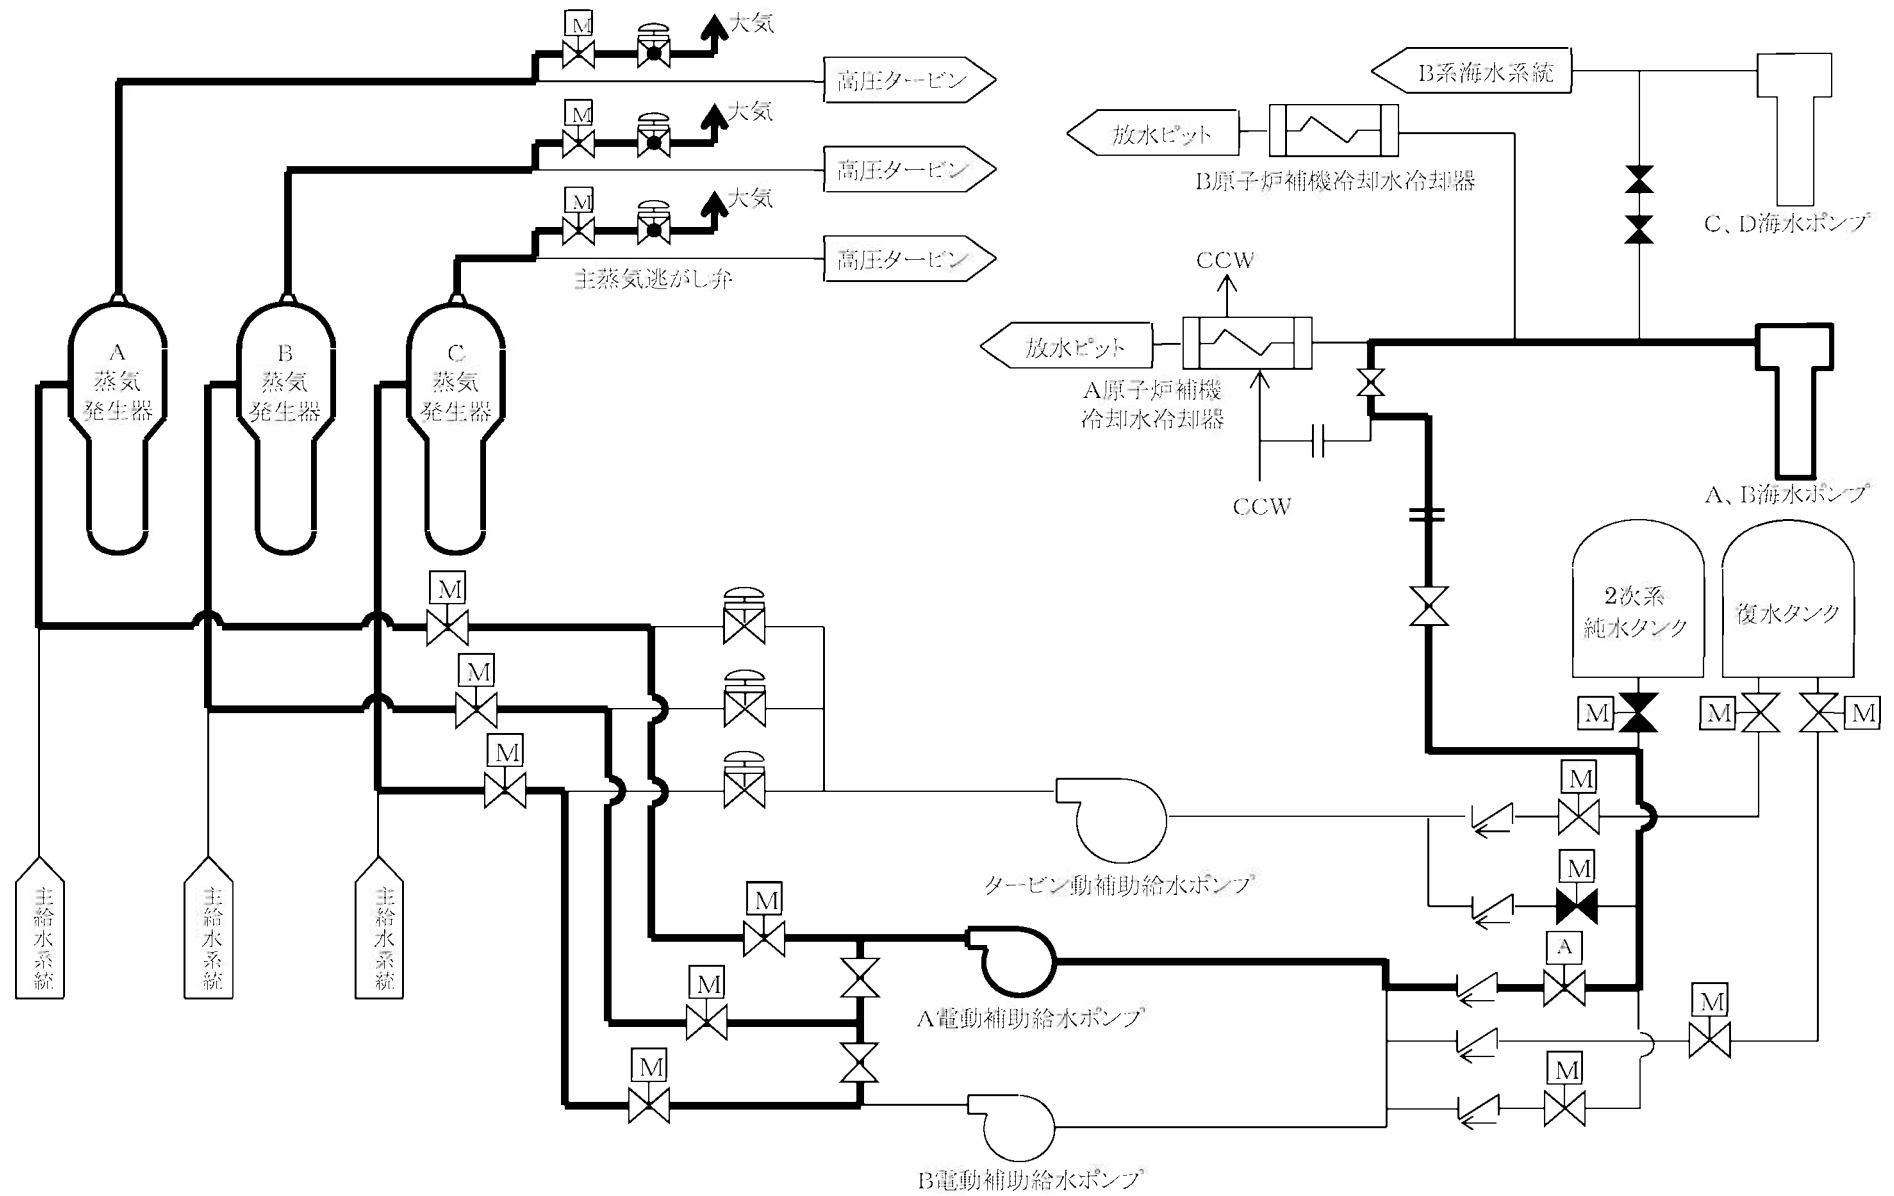 M
大気
高圧タービン
M
大気
高圧タービン
M
大気
高圧タービン
主蒸気逃がし弁
B系海水系統
放水ピット
B原子炉補機冷却水冷却器
C、D海水ポンプ
CCW
放水ピット
A原子炉補機
冷却水冷却器
CCW
A、B海水ポンプ
A
蒸気
発生器
B
蒸気
発生器
C
蒸気
発生器
2次系
純水タンク
復水タンク
M
M
M
M
M
M
M
M
タービン動補助給水ポンプ
M
主給水系統
主給水系統
主給水系統
M
A
M
M
A電動補助給水ポンプ
M
M
B電動補助給水ポンプ